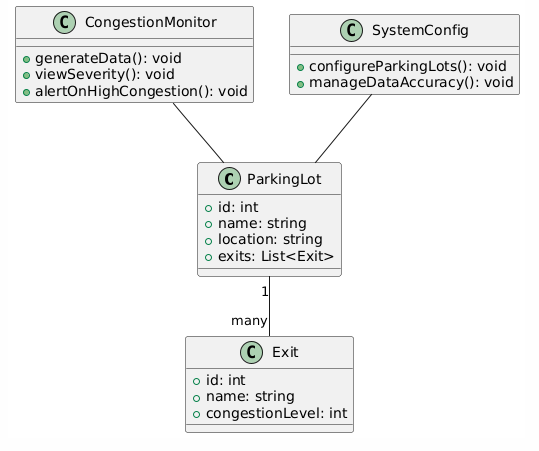 C CongestionMonitor
generateData(): void
viewSeverity(): void
alertOnHighCongestion(): void
C SystemConfig
configureParkingLots(): void
manageDataAccuracy(): void
C ParkingLot
id: int
name: string
location: string
exits: List<Exit>
1
many
C Exit
id: int
name: string
congestionLevel: int